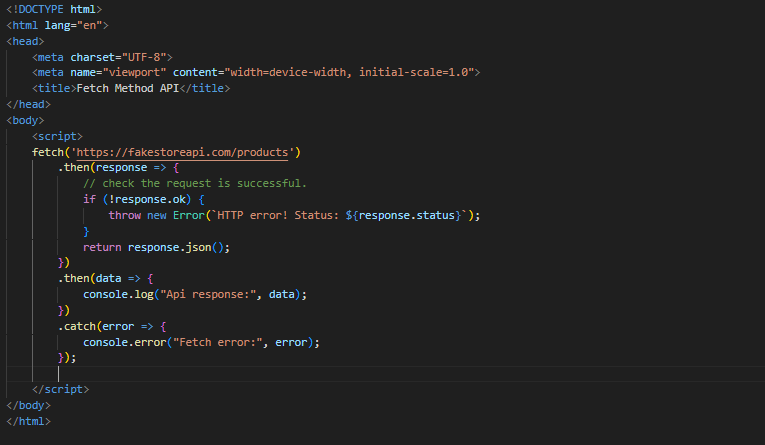 <!DOCTYPE html>
<html lang="en">
<head>
    <meta charset="UTF-8">
    <meta name="viewport" content="width=device-width, initial-scale=1.0">
    <title>Fetch Method API</title>
</head>
<body>
    <script>
    fetch('https://fakestoreapi.com/products')
        .then(response => {
            // check the request is successful.
            if (!response.ok) {
                throw new Error(`HTTP error! Status: ${response.status}`);
            }
            return response.json();
        })
        .then(data => {
            console.log("Api response:", data);
        })
        .catch(error => {
            console.error("Fetch error:", error);
        });
    </script>
</body>
</html>